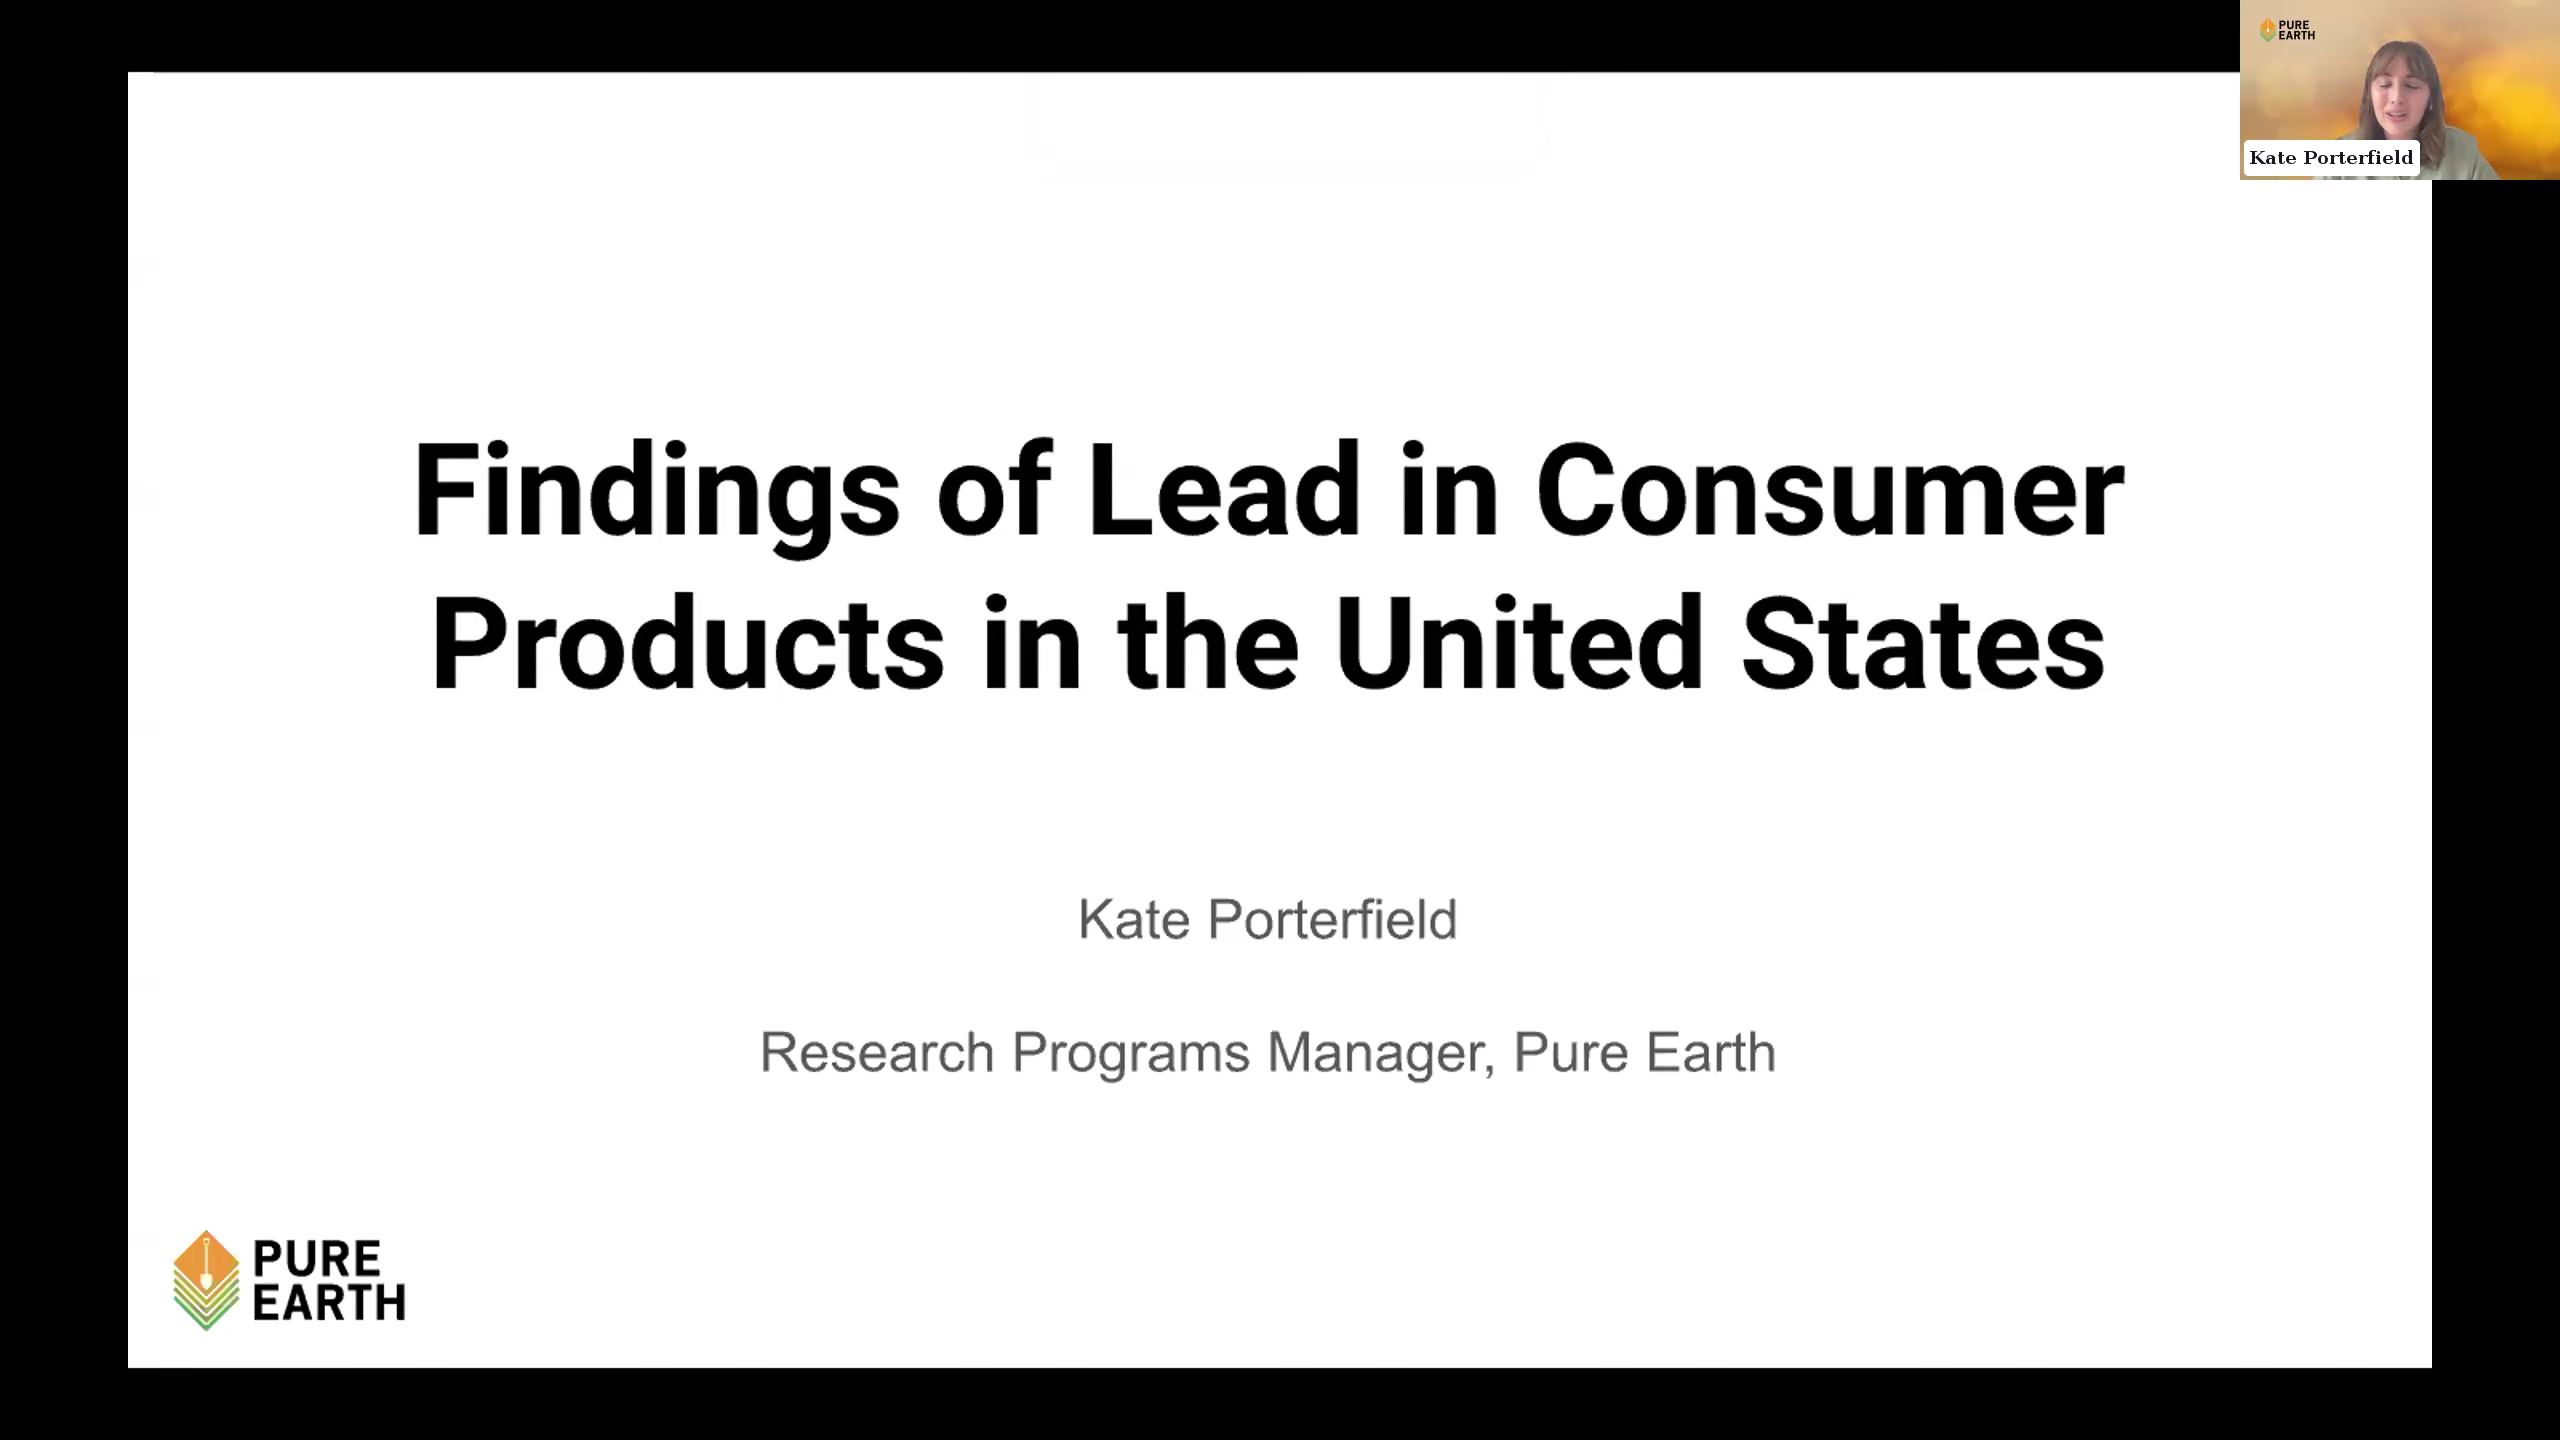 PURE
EARTH
Kate Porterfield
Findings of Lead in Consumer
Products in the United States
Kate Porterfield
Research Programs Manager, Pure Earth
PURE
EARTH